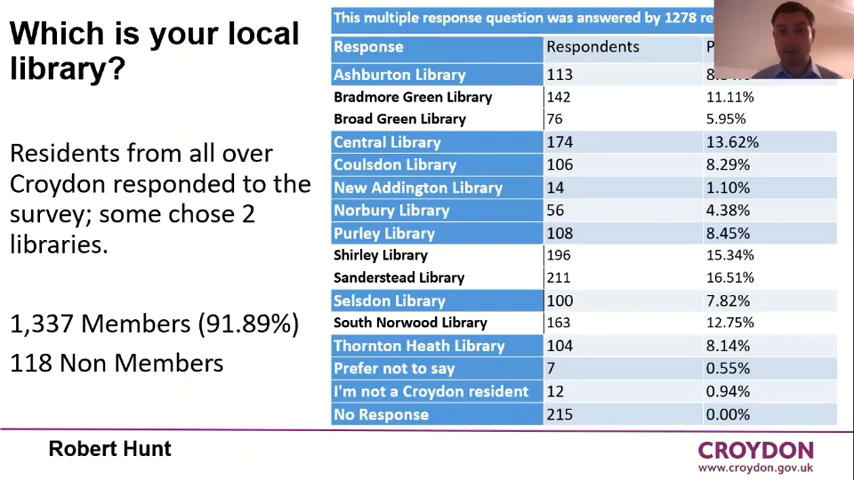 Which is your local
library?
Residents from all over
Croydon responded to the
survey; some chose 2
libraries.
1,337 Members (91.89%)
118 Non Members
This multiple response question was answered by 1278
Response Respondents
Ashburton Library 113
Bradmore Green Library 142 11.11%
Broad Green Library 76 5.95%
Central Library 174 13.62%
Coulsdon Library 106 8.29%
New Addington Library 14 1.10%
Norbury Library 56 4.38%
Purley Library 108 8.45%
Shirley Library 196 15.34%
Sanderstead Library 211 16.51%
Selsdon Library 100 7.82%
South Norwood Library 163 12.75%
Thornton Heath Library 104 8.14%
Prefer not to say 7 0.55%
I'm not a Croydon resident 12 0.94%
No Response 215 0.00%
Robert Hunt
CROYDON
www.croydon.gov.uk